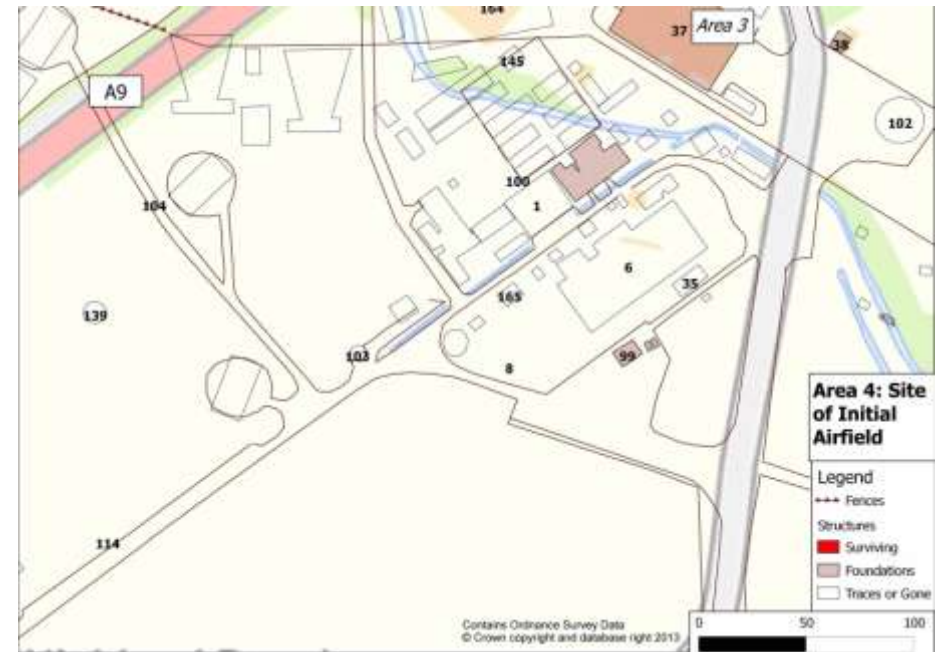 164
37
Area 3
38
145
A9
102
100
104
1
6
35
165
139
103
99
8
Area 4: Site
of Initial
Airfield
Legend
Fences
Structures
Surviving
Foundations
Traces or Gone
114
Contains Ordnance Survey Data
© Crown copyright and database right 2013
0 50 100